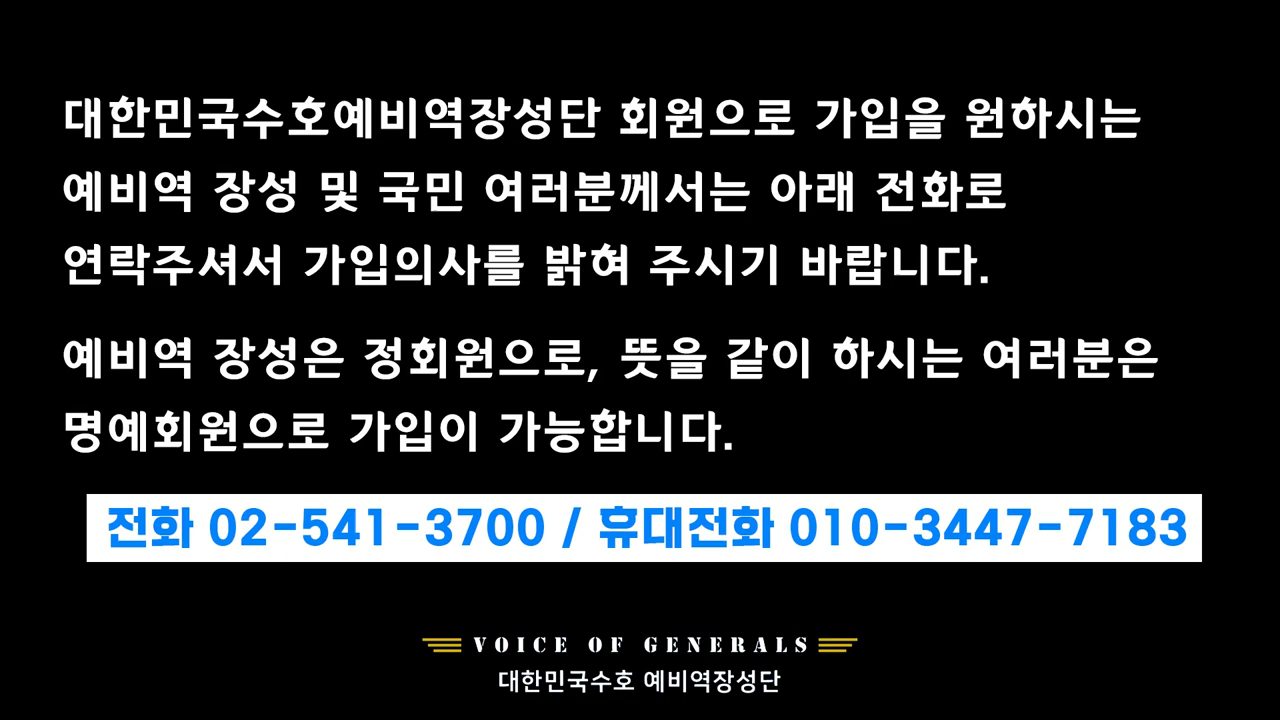 대한민국수호예비역장성단 회원으로 가입을 원하시는
예비역 장성 및 국민 여러분께서는 아래 전화로
연락주셔서 가입의사를 밝혀 주시기 바랍니다.
예비역 장성은 정회원으로, 뜻을 같이 하시는 여러분은
명예회원으로 가입이 가능합니다.
전화 02-541-3700 / 휴대전화 010-3447-7183
VOICE OF GENERALS
대한민국수호 예비역장성단